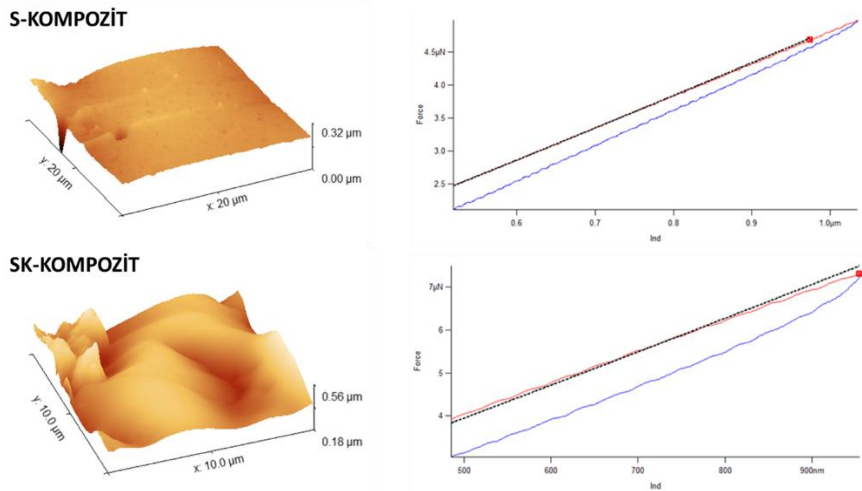 S-KOMPOZİT
0.32 µm
0.00 µm
y: 20 µm
x: 20 µm
4.5µN
4.0
3.5
3.0
2.5
Force
0.6
0.7
0.8
0.9
1.0µm
Ind
SK-KOMPOZİT
0.56 µm
0.18 µm
y: 10.0 µm
x: 10.0 µm
7µN
6
5
4
Force
500
600
700
800
900nm
Ind